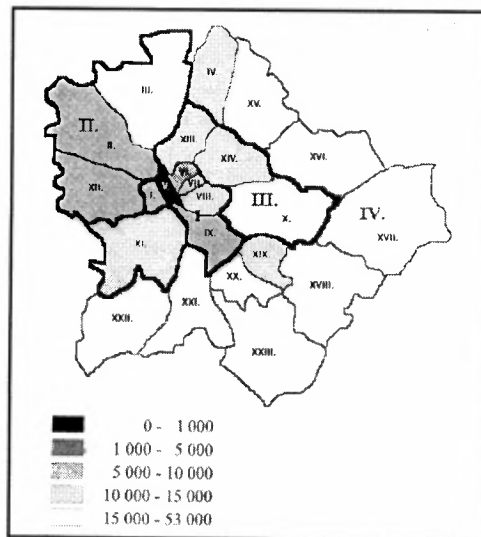 IV.
III.
XV.
II.
II.
XIII.
XIV.
XVI.
VI.
VII.
XII.
I.
VIII.
III.
X.
IV.
XVII.
IX.
XI.
XIX.
XX.
XVIII.
XXI.
XXII.
XXIII.
0 - 1 000
1 000 - 5 000
5 000 - 10 000
10 000 - 15 000
15 000 - 53 000